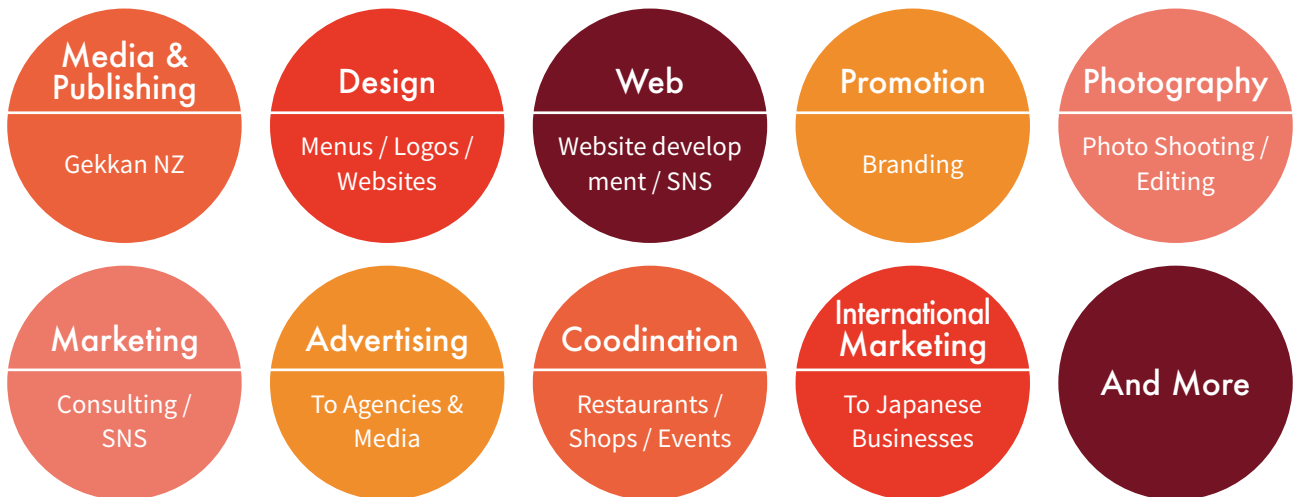 Media &
Publishing
Gekkan NZ
Design
Menus / Logos /
Websites
Web
Website develop
ment / SNS
Promotion
Branding
Photography
Photo Shooting /
Editing
Marketing
Consulting /
SNS
Advertising
To Agencies &
Media
Coodination
Restaurants /
Shops / Events
International
Marketing
To Japanese
Businesses
And More